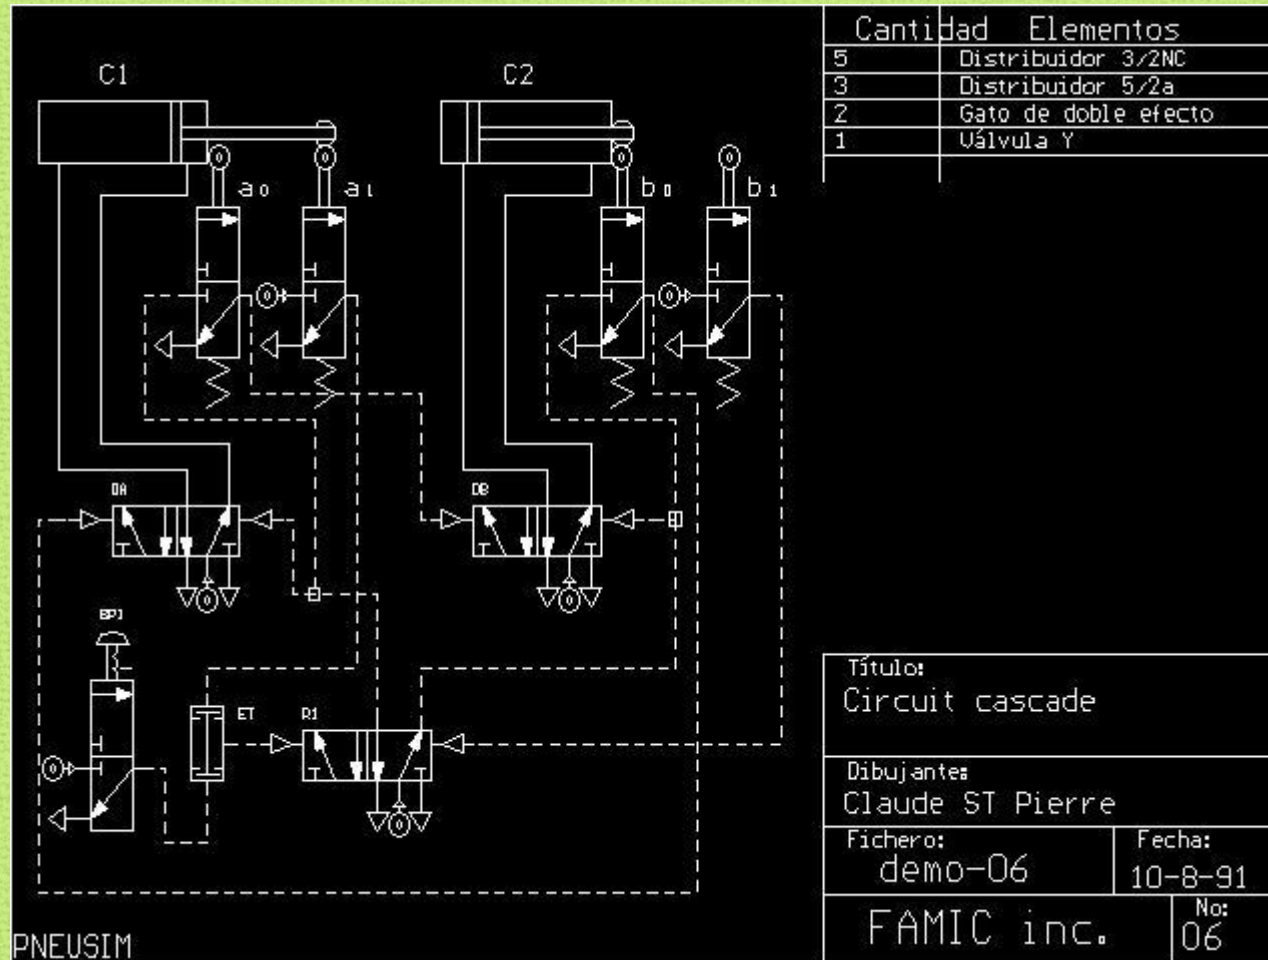 C1
C2
a0
a1
b0
b1
DA
DB
BP1
ET
R1
PNEUSIM
Cantidad Elementos
5 Distribuidor 3/2NC
3 Distribuidor 5/2a
2 Gato de doble efecto
1 Válvula Y
Título:
Circuit cascade
Dibujante:
Claude ST Pierre
Fichero:
demo-06
Fecha:
10-8-91
FAMIC inc.
No:
06